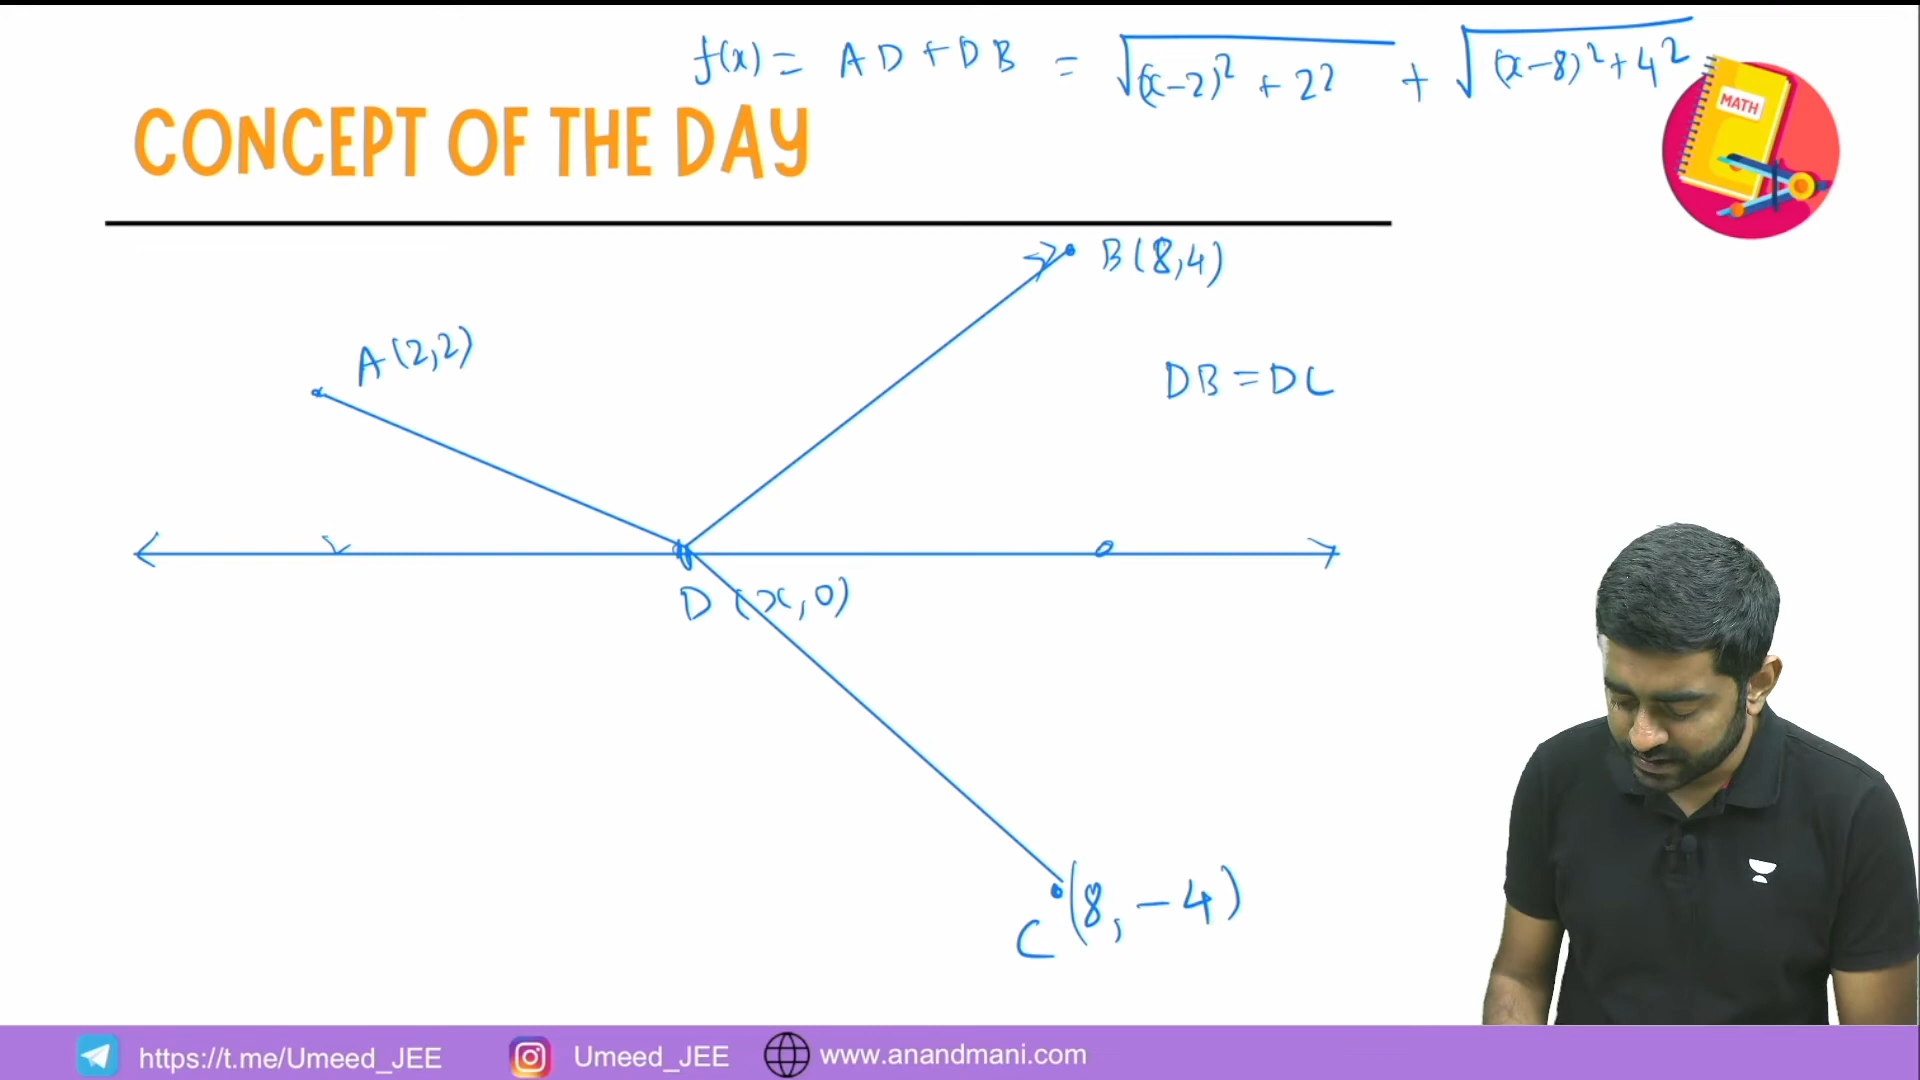 f(x) = AD + DB = √(x-2)² + 2² + √(x-8)² + 4²
MATH
CONCEPT OF THE DAY
B(8,4)
A(2,2)
DB = DC
D (x,0)
C (8,-4)
https://t.me/Umeed_JEE
Umeed_JEE
www.anandmani.com